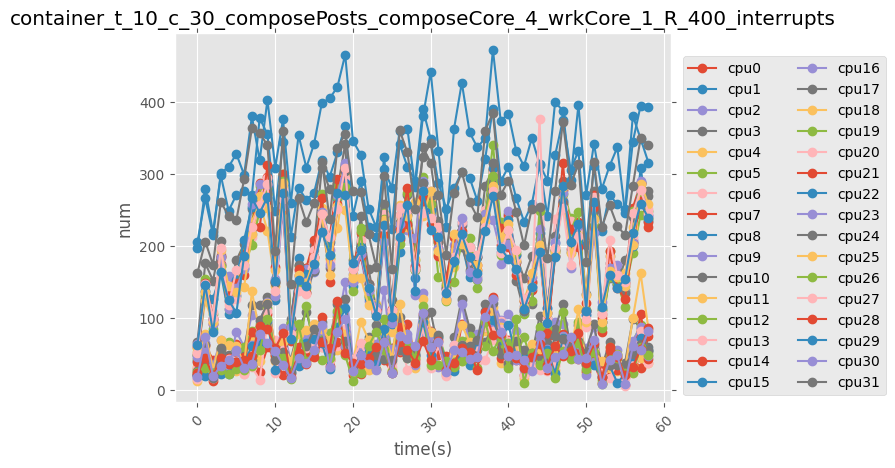 container_t_10_c_30_composePosts_composeCore_4_wrkCore_1_R_400_interrupts
num
400
300
200
100
0
0
10
20
30
40
50
60
time(s)
cpu0 cpu16
cpu1 cpu17
cpu2 cpu18
cpu3 cpu19
cpu4 cpu20
cpu5 cpu21
cpu6 cpu22
cpu7 cpu23
cpu8 cpu24
cpu9 cpu25
cpu10 cpu26
cpu11 cpu27
cpu12 cpu28
cpu13 cpu29
cpu14 cpu30
cpu15 cpu31